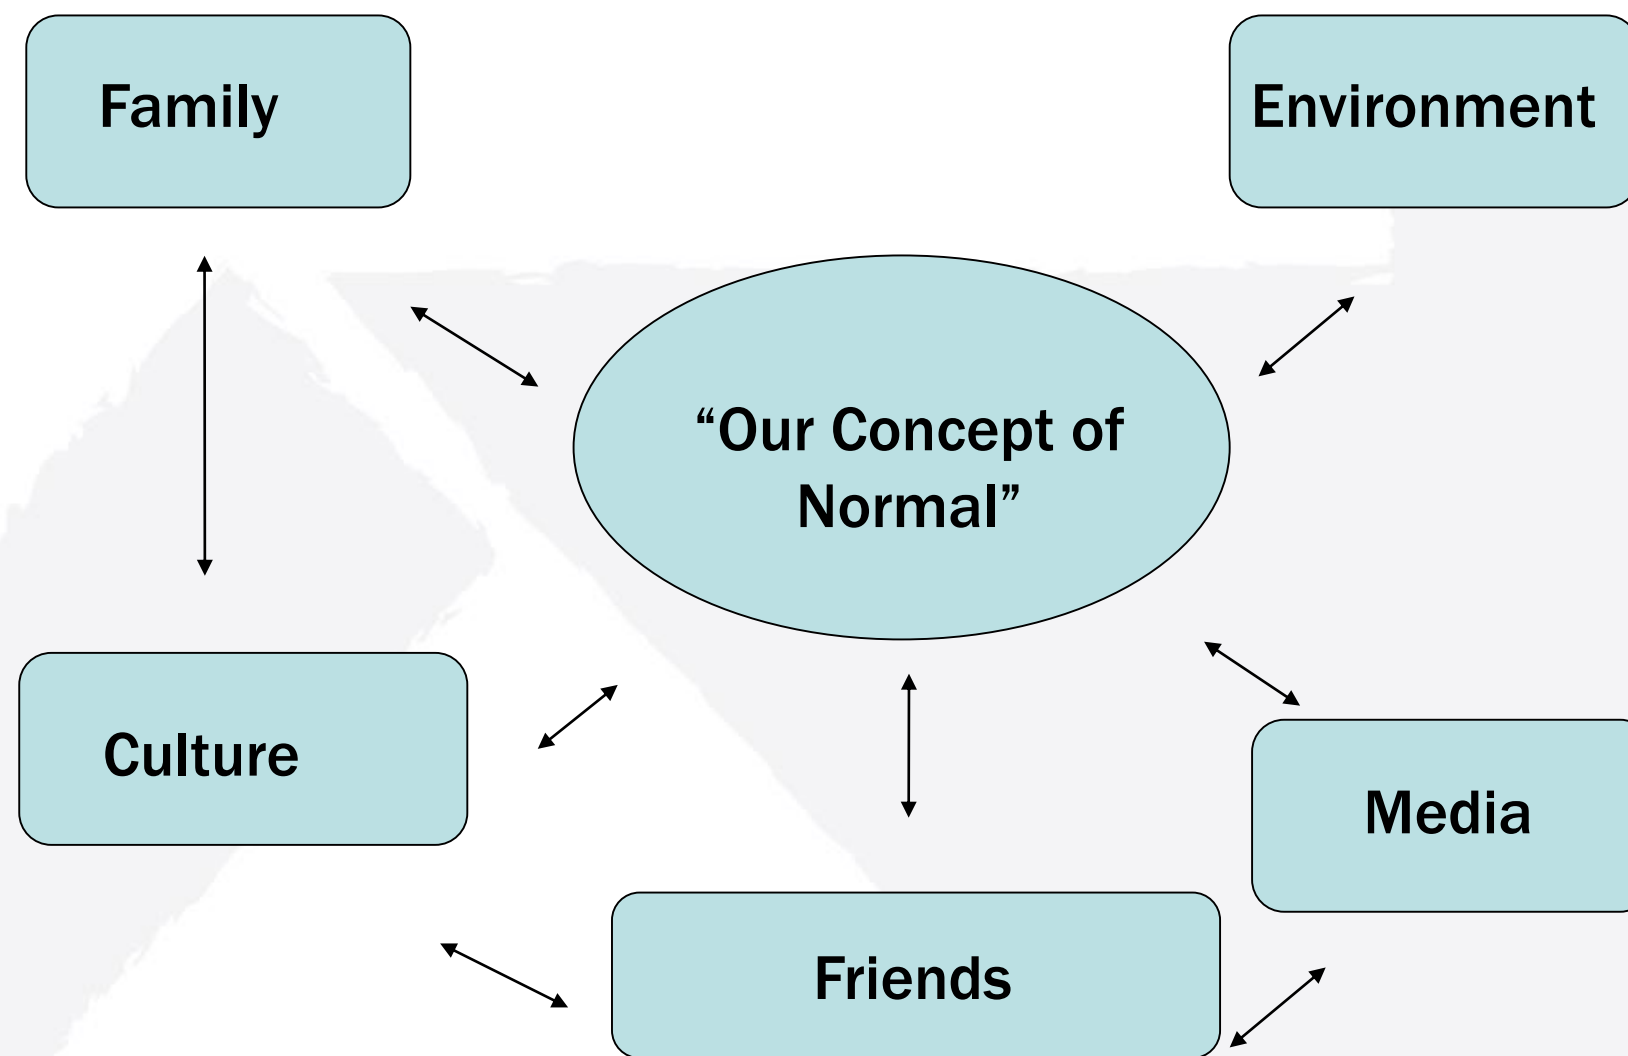 Family
Environment
“Our Concept of
Normal”
Culture
Media
Friends